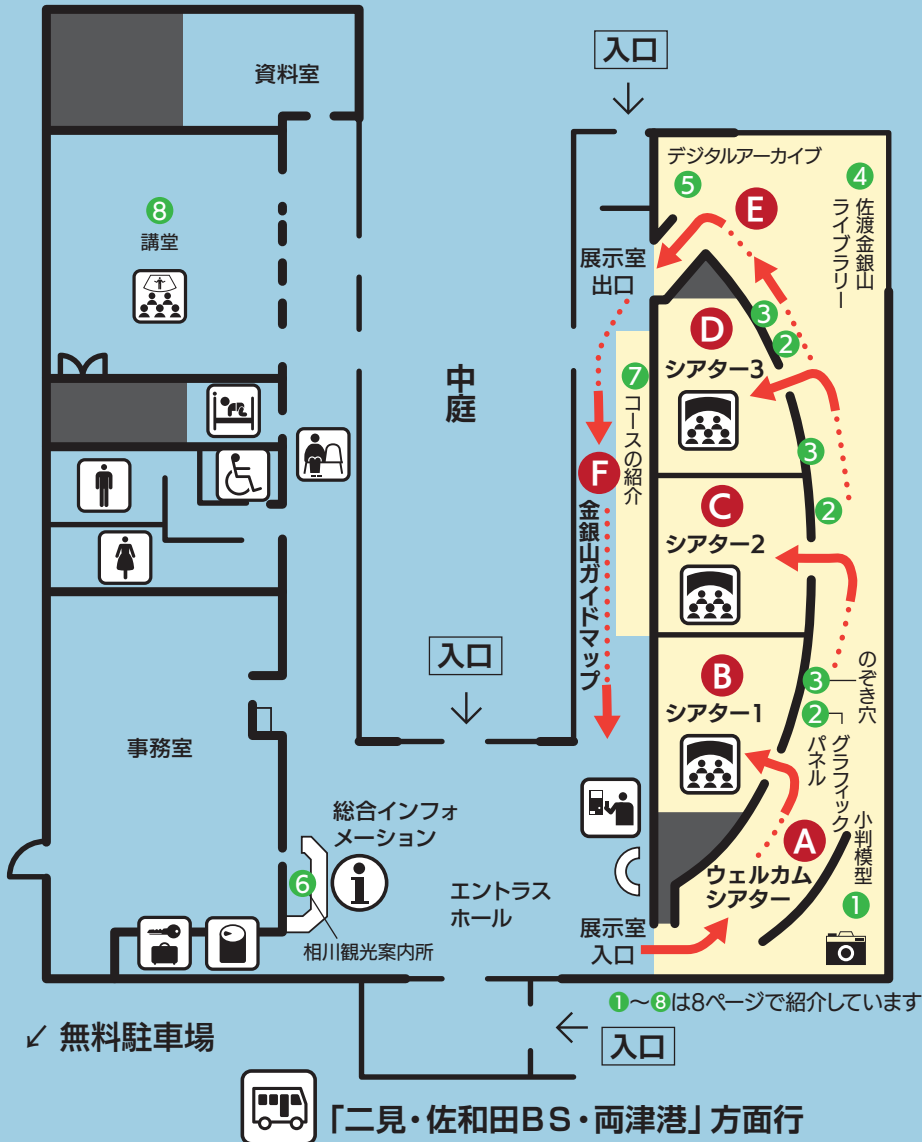 資料室
入口
デジタルアーカイブ
5
4
佐渡金銀山
ライブラリー
E
8
講堂
展示室
出口
3
2
D
シアター3
7
コースの紹介
中庭
3
2
F
金銀山ガイドマップ
C
シアター2
入口
B
シアター1
3
のぞき穴
2
グラフィック
パネル
事務室
総合インフォ
メーション
6
i
相川観光案内所
エントラス
ホール
A
ウェルカム
シアター
小判模型
1
展示室
入口
1～8は8ページで紹介しています
入口
無料駐車場
「二見・佐和田BS・両津港」方面行